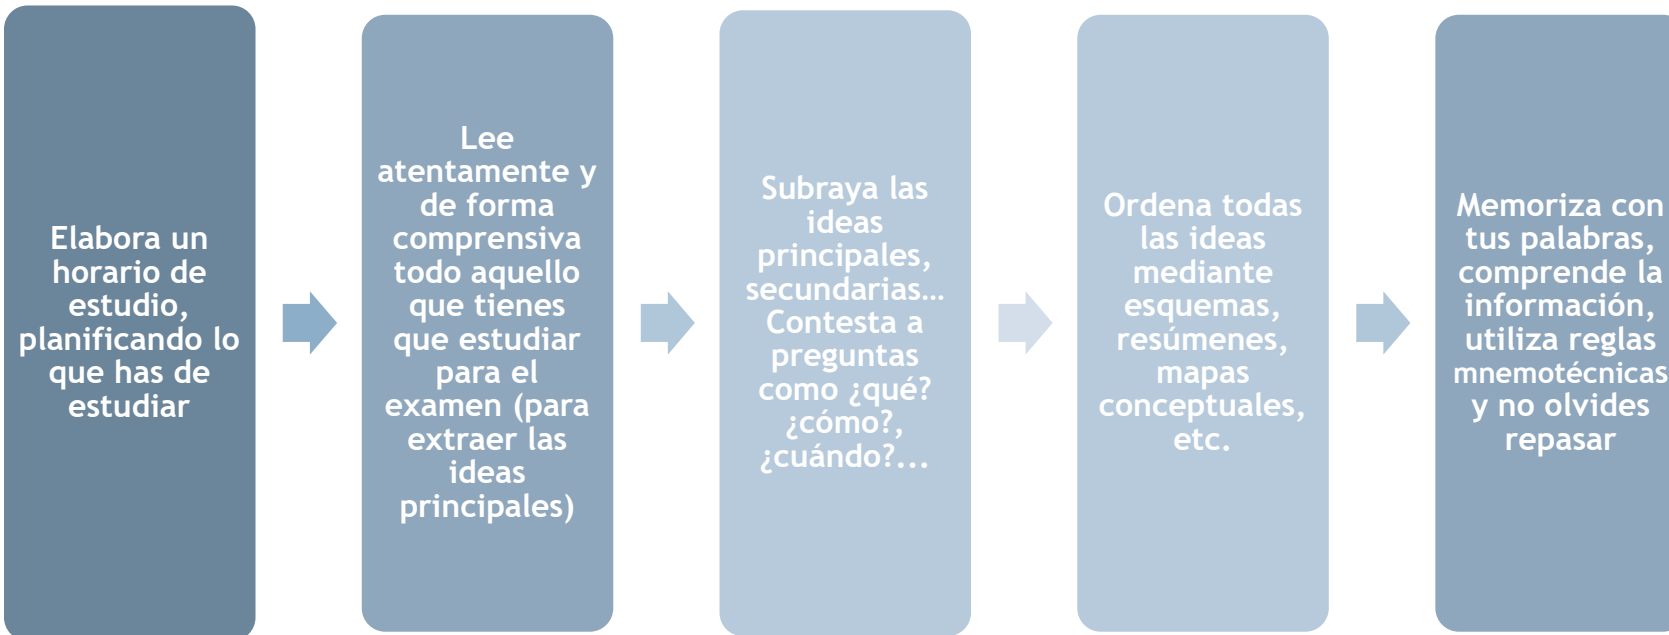 Elabora un
horario de
estudio,
planificando lo
que has de
estudiar
Lee
atentamente y
de forma
comprensiva
todo aquello
que tienes
que estudiar
para el
examen (para
extraer las
ideas
principales)
Subraya las
ideas
principales,
secundarias…
Contesta a
preguntas
como ¿qué?
¿cómo?,
¿cuándo?...
Ordena todas
las ideas
mediante
esquemas,
resúmenes,
mapas
conceptuales,
etc.
Memoriza con
tus palabras,
comprende la
información,
utiliza reglas
mnemotécnicas
y no olvides
repasar